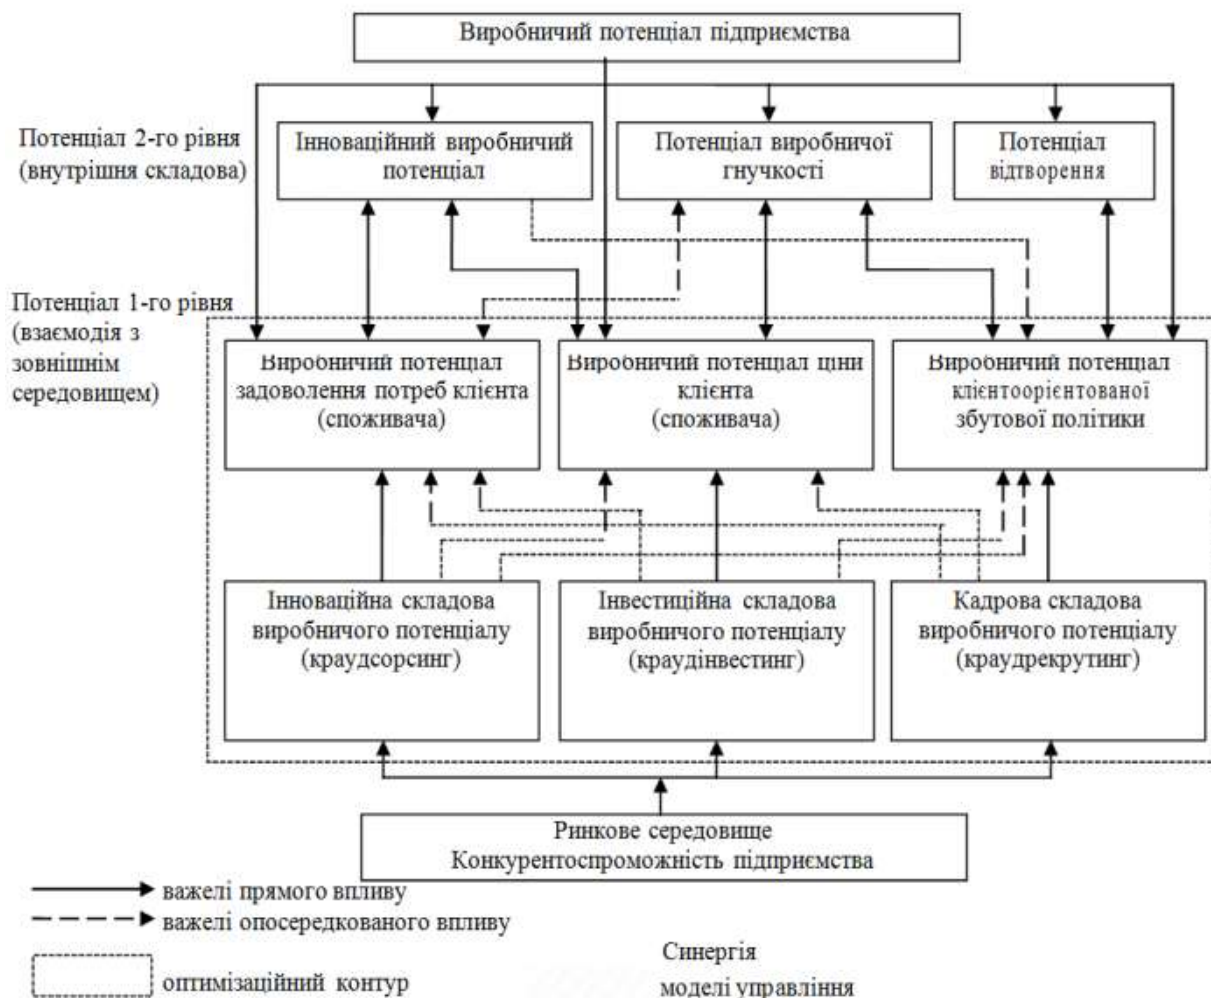 Виробничий потенціал підприємства
Потенціал 2-го рівня
(внутрішня складова)
Інноваційний виробничий
потенціал
Потенціал виробничої
гнучкості
Потенціал
відтворення
Потенціал 1-го рівня
(взаємодія з
зовнішнім
середовищем)
Виробничий потенціал
задоволення потреб клієнта
(споживача)
Виробничий потенціал ціни
клієнта
(споживача)
Виробничий потенціал
клієнтоорієнтованої
збутової політики
Інноваційна складова
виробничого потенціалу
(краудсорсинг)
Інвестиційна складова
виробничого потенціалу
(краудінвестинг)
Кадрова складова
виробничого потенціалу
(краудрекрутинг)
Ринкове середовище
Конкурентоспроможність підприємства
важелі прямого впливу
важелі опосередкованого впливу
оптимізаційний контур
Синергія
моделі управління